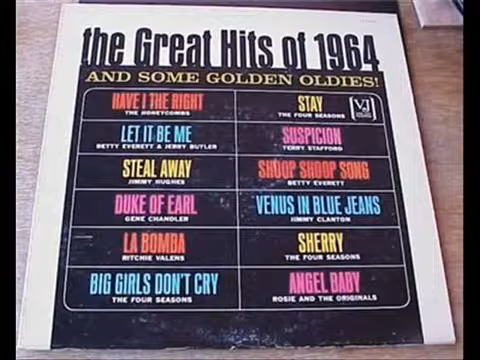 the Great Hits of 1964
AND SOME GOLDEN OLDIES!
HAVE I THE RIGHT
THE HONEYCOMBS
LET IT BE ME
BETTY EVERETT & JERRY BUTLER
STEAL AWAY
JIMMY HUGHES
DUKE OF EARL
GENE CHANDLER
LA BOMBA
RITCHIE VALENS
BIG GIRLS DON'T CRY
THE FOUR SEASONS
STAY
THE FOUR SEASONS
VJ
SUSPICION
TERRY STAFFORD
SHOOP SHOOP SONG
BETTY EVERETT
VENUS IN BLUE JEANS
JIMMY CLANTON
SHERRY
THE FOUR SEASONS
ANGEL BABY
ROSIE AND THE ORIGINALS